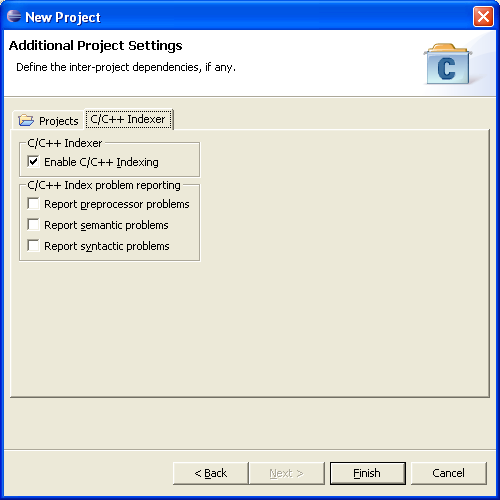 New Project
Additional Project Settings
Define the inter-project dependencies, if any.
C
Projects
C/C++ Indexer
C/C++ Indexer
Enable C/C++ Indexing
C/C++ Index problem reporting
Report preprocessor problems
Report semantic problems
Report syntactic problems
< Back
Next >
Finish
Cancel